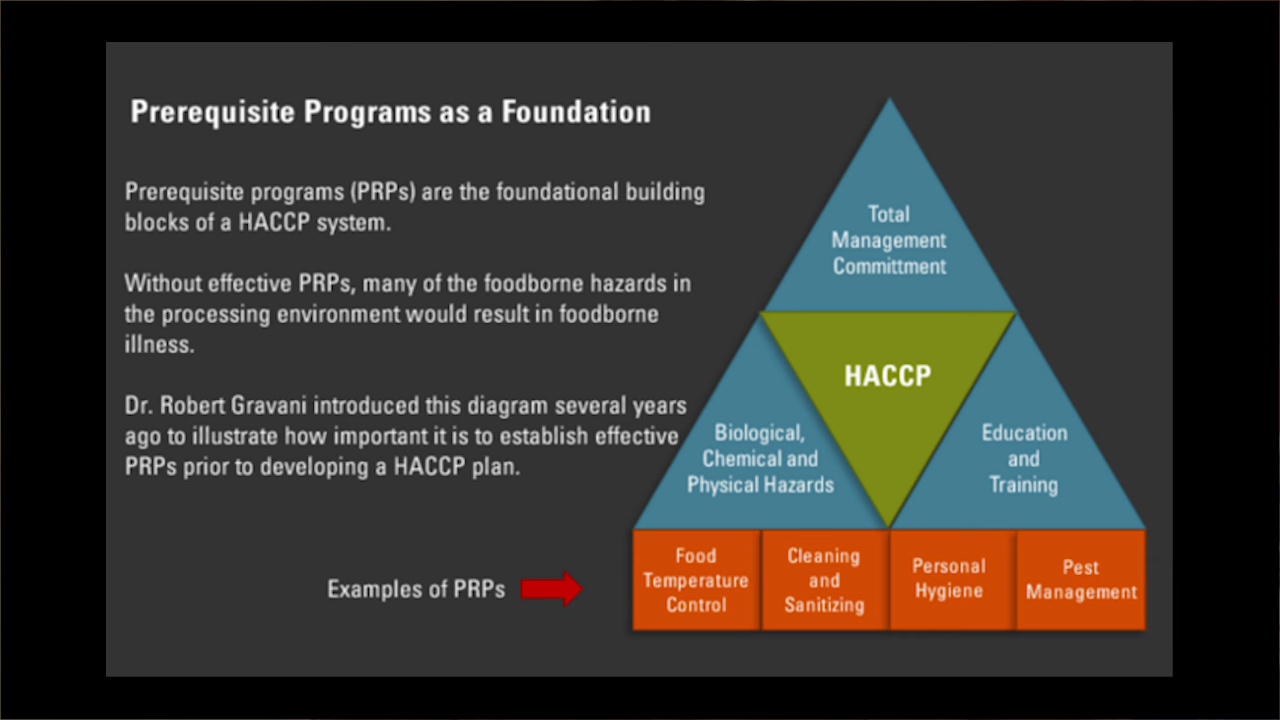 Prerequisite Programs as a Foundation
Prerequisite programs (PRPs) are the foundational building
blocks of a HACCP system.
Without effective PRPs, many of the foodborne hazards in
the processing environment would result in foodborne
illness.
Dr. Robert Gravani introduced this diagram several years
ago to illustrate how important it is to establish effective
PRPs prior to developing a HACCP plan.
Total
Management
Committment
HACCP
Biological,
Chemical and
Physical Hazards
Education
and
Training
Examples of PRPs
Food
Temperature
Control
Cleaning
and
Sanitizing
Personal
Hygiene
Pest
Management